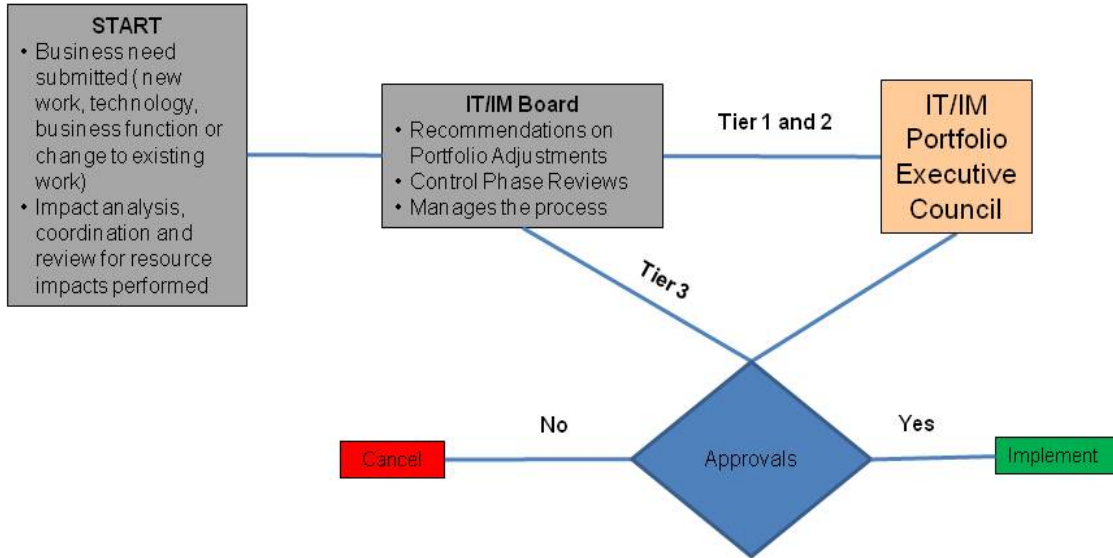 START
• Business need
submitted ( new
work, technology,
business function or
change to existing
work)
• Impact analysis,
coordination and
review for resource
impacts performed
IT/IM Board
• Recommendations on
Portfolio Adjustments
• Control Phase Reviews
• Manages the process
Tier 1 and 2
IT/IM
Portfolio
Executive
Council
Tier 3
No
Yes
Cancel
Approvals
Implement